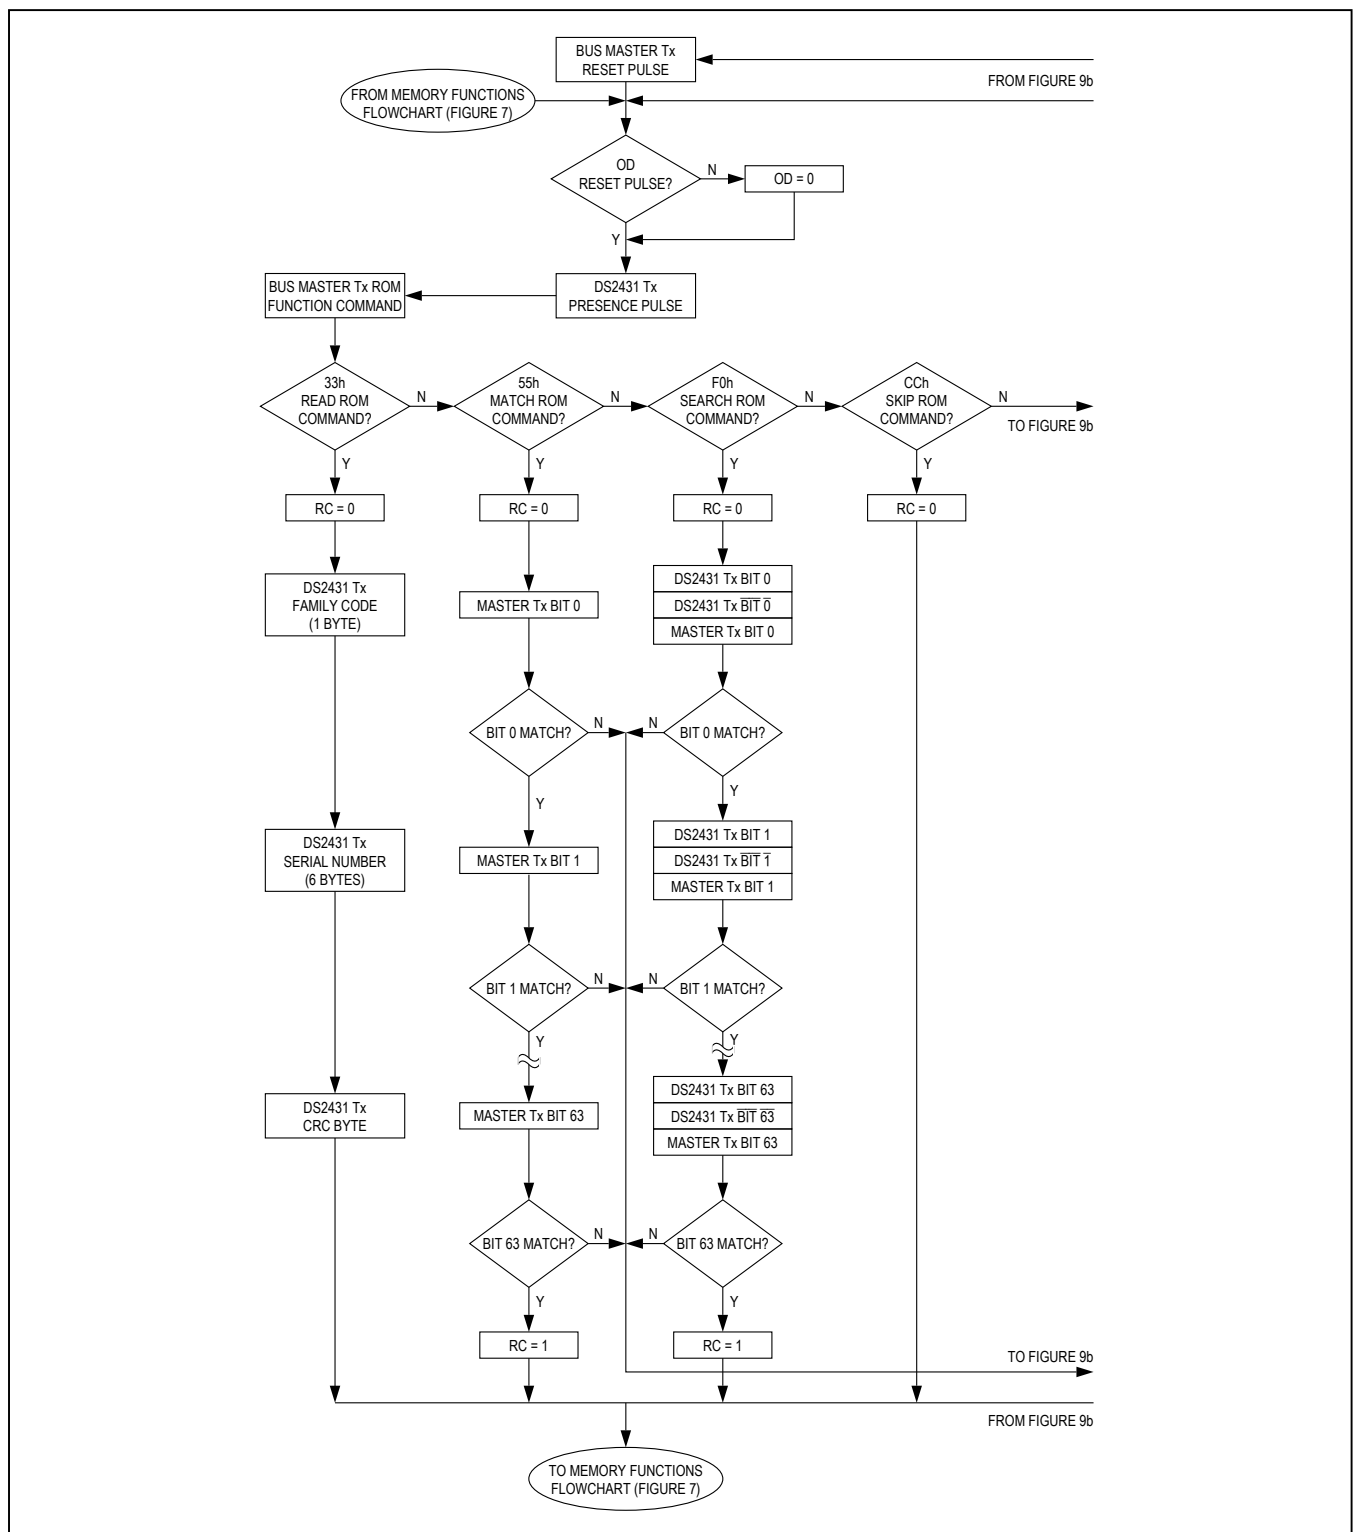 BUS MASTER Tx
RESET PULSE
FROM FIGURE 9b
FROM MEMORY FUNCTIONS
FLOWCHART (FIGURE 7)
OD
RESET PULSE?
N
OD = 0
Y
BUS MASTER Tx ROM
FUNCTION COMMAND
DS2431 Tx
PRESENCE PULSE
33h
READ ROM
COMMAND?
N
55h
MATCH ROM
COMMAND?
N
F0h
SEARCH ROM
COMMAND?
N
CCh
SKIP ROM
COMMAND?
N
TO FIGURE 9b
Y
Y
Y
Y
RC = 0
RC = 0
RC = 0
RC = 0
DS2431 Tx
FAMILY CODE
(1 BYTE)
MASTER Tx BIT 0
DS2431 Tx BIT 0
DS2431 Tx B̅I̅T̅ 0̅
MASTER Tx BIT 0
BIT 0 MATCH?
N
N
BIT 0 MATCH?
Y
Y
DS2431 Tx
SERIAL NUMBER
(6 BYTES)
MASTER Tx BIT 1
DS2431 Tx BIT 1
DS2431 Tx B̅I̅T̅ 1̅
MASTER Tx BIT 1
BIT 1 MATCH?
N
N
BIT 1 MATCH?
Y
Y
DS2431 Tx
CRC BYTE
MASTER Tx BIT 63
DS2431 Tx BIT 63
DS2431 Tx B̅I̅T̅ 6̅3̅
MASTER Tx BIT 63
BIT 63 MATCH?
N
N
BIT 63 MATCH?
Y
Y
RC = 1
RC = 1
TO FIGURE 9b
FROM FIGURE 9b
TO MEMORY FUNCTIONS
FLOWCHART (FIGURE 7)